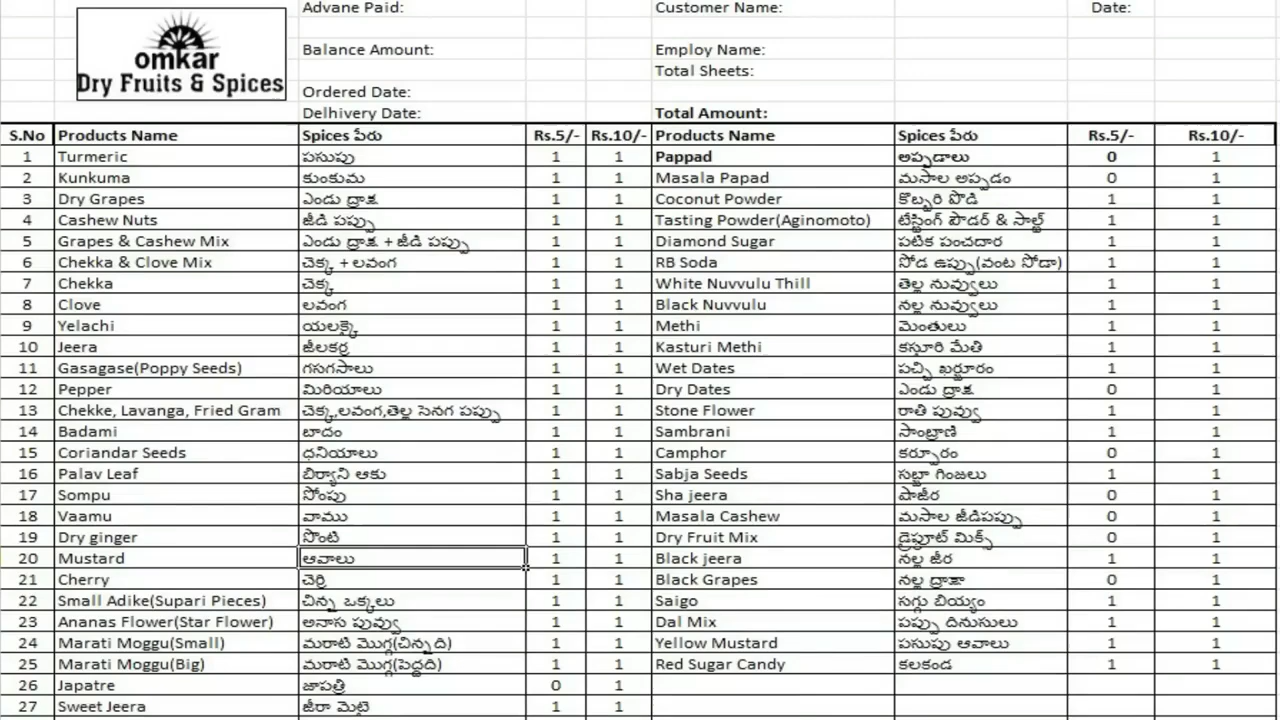 Advane Paid: Customer Name: Date:
omkar
Dry Fruits & Spices
Balance Amount: Employ Name:
Total Sheets:
Ordered Date:
Delhivery Date: Total Amount:
S.No Products Name Spices పేరు Rs.5/- Rs.10/- Products Name Spices పేరు Rs.5/- Rs.10/-
1 Turmeric పసుపు 1 1 Pappad అప్పడాలు 0 1
2 Kunkuma కుంకుమ 1 1 Masala Papad మసాల అప్పడం 0 1
3 Dry Grapes ఎండు ద్రాక్ష 1 1 Coconut Powder కొబ్బరి పొడి 1 1
4 Cashew Nuts జీడి పప్పు 1 1 Tasting Powder(Aginomoto) టేస్టింగ్ పౌడర్ & సాల్ట్ 1 1
5 Grapes & Cashew Mix ఎండు ద్రాక్ష + జీడి పప్పు 1 1 Diamond Sugar పటిక పంచదార 1 1
6 Chekka & Clove Mix చెక్క + లవంగ 1 1 RB Soda సోడ ఉప్పు(వంట సోడా) 1 1
7 Chekka చెక్క 1 1 White Nuvvulu Thill తెల్ల నువ్వులు 1 1
8 Clove లవంగ 1 1 Black Nuvvulu నల్ల నువ్వులు 1 1
9 Yelachi యలక్కై 1 1 Methi మెంతులు 1 1
10 Jeera జీలకర్ర 1 1 Kasturi Methi కస్తూరి మేతి 1 1
11 Gasagase(Poppy Seeds) గసగసాలు 1 1 Wet Dates పచ్చి ఖర్జూరం 1 1
12 Pepper మిరియాలు 1 1 Dry Dates ఎండు ద్రాక్ష 0 1
13 Chekke, Lavanga, Fried Gram చెక్క,లవంగ,తెల్ల సెనగ పప్పు 1 1 Stone Flower రాతి పువ్వు 1 1
14 Badami బాదం 1 1 Sambrani సాంబ్రాణి 1 1
15 Coriandar Seeds ధనియాలు 1 1 Camphor కర్పూరం 0 1
16 Palav Leaf బిర్యాని ఆకు 1 1 Sabja Seeds సబ్జా గింజలు 1 1
17 Sompu సోంపు 1 1 Sha jeera షాజీర 0 1
18 Vaamu వాము 1 1 Masala Cashew మసాల జీడిపప్పు 0 1
19 Dry ginger సొంటి 1 1 Dry Fruit Mix డ్రైఫ్రూట్ మిక్స్ 0 1
20 Mustard ఆవాలు 1 1 Black jeera నల్ల జీర 1 1
21 Cherry చెర్రి 1 1 Black Grapes నల్ల ద్రాక్షా 0 1
22 Small Adike(Supari Pieces) చిన్న ఒక్కలు 1 1 Saigo సగ్గు బియ్యం 1 1
23 Ananas Flower(Star Flower) అనాస పువ్వు 1 1 Dal Mix పప్పు దినుసులు 1 1
24 Marati Moggu(Small) మరాటి మొగ్గ(చిన్నది) 1 1 Yellow Mustard పసుపు ఆవాలు 1 1
25 Marati Moggu(Big) మరాటి మొగ్గ(పెద్దది) 1 1 Red Sugar Candy కలకండ 1 1
26 Japatre జాపత్రి 0 1
27 Sweet Jeera జీరా మెటె 1 1